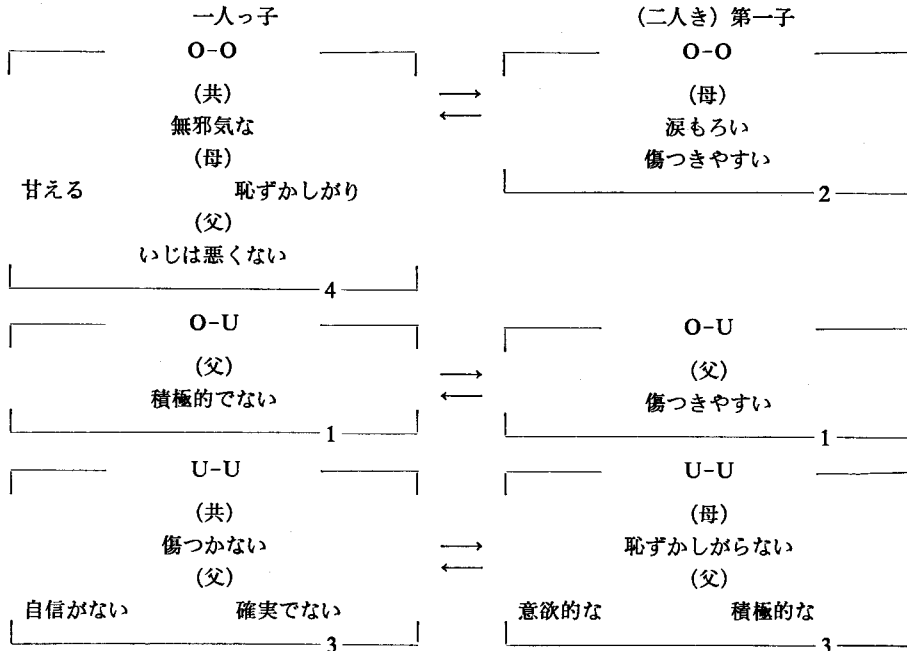 一人っ子
O-O
(共)
無邪気な
(母)
甘える 恥ずかしがり
(父)
いじは悪くない
4
(二人き) 第一子
O-O
(母)
涙もろい
傷つきやすい
2
O-U
(父)
積極的でない
1
O-U
(父)
傷つきやすい
1
U-U
(共)
傷つかない
(父)
自信がない 確実でない
3
U-U
(母)
恥ずかしがらない
(父)
意欲的な 積極的な
3